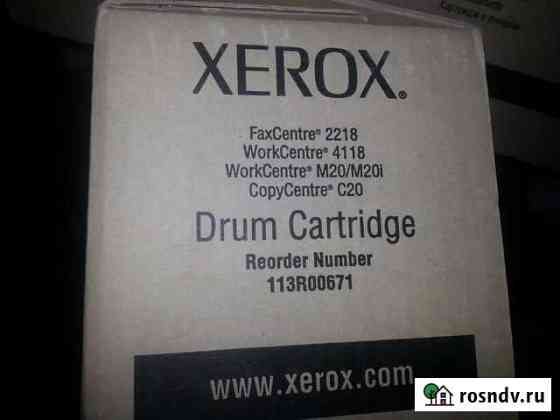 XEROX®
FaxCentre® 2218
WorkCentre® 4118
WorkCentre® M20/M20i
CopyCentre® C20
Drum Cartridge
Reorder Number
113R00671
www.xerox.com
rosndv.ru